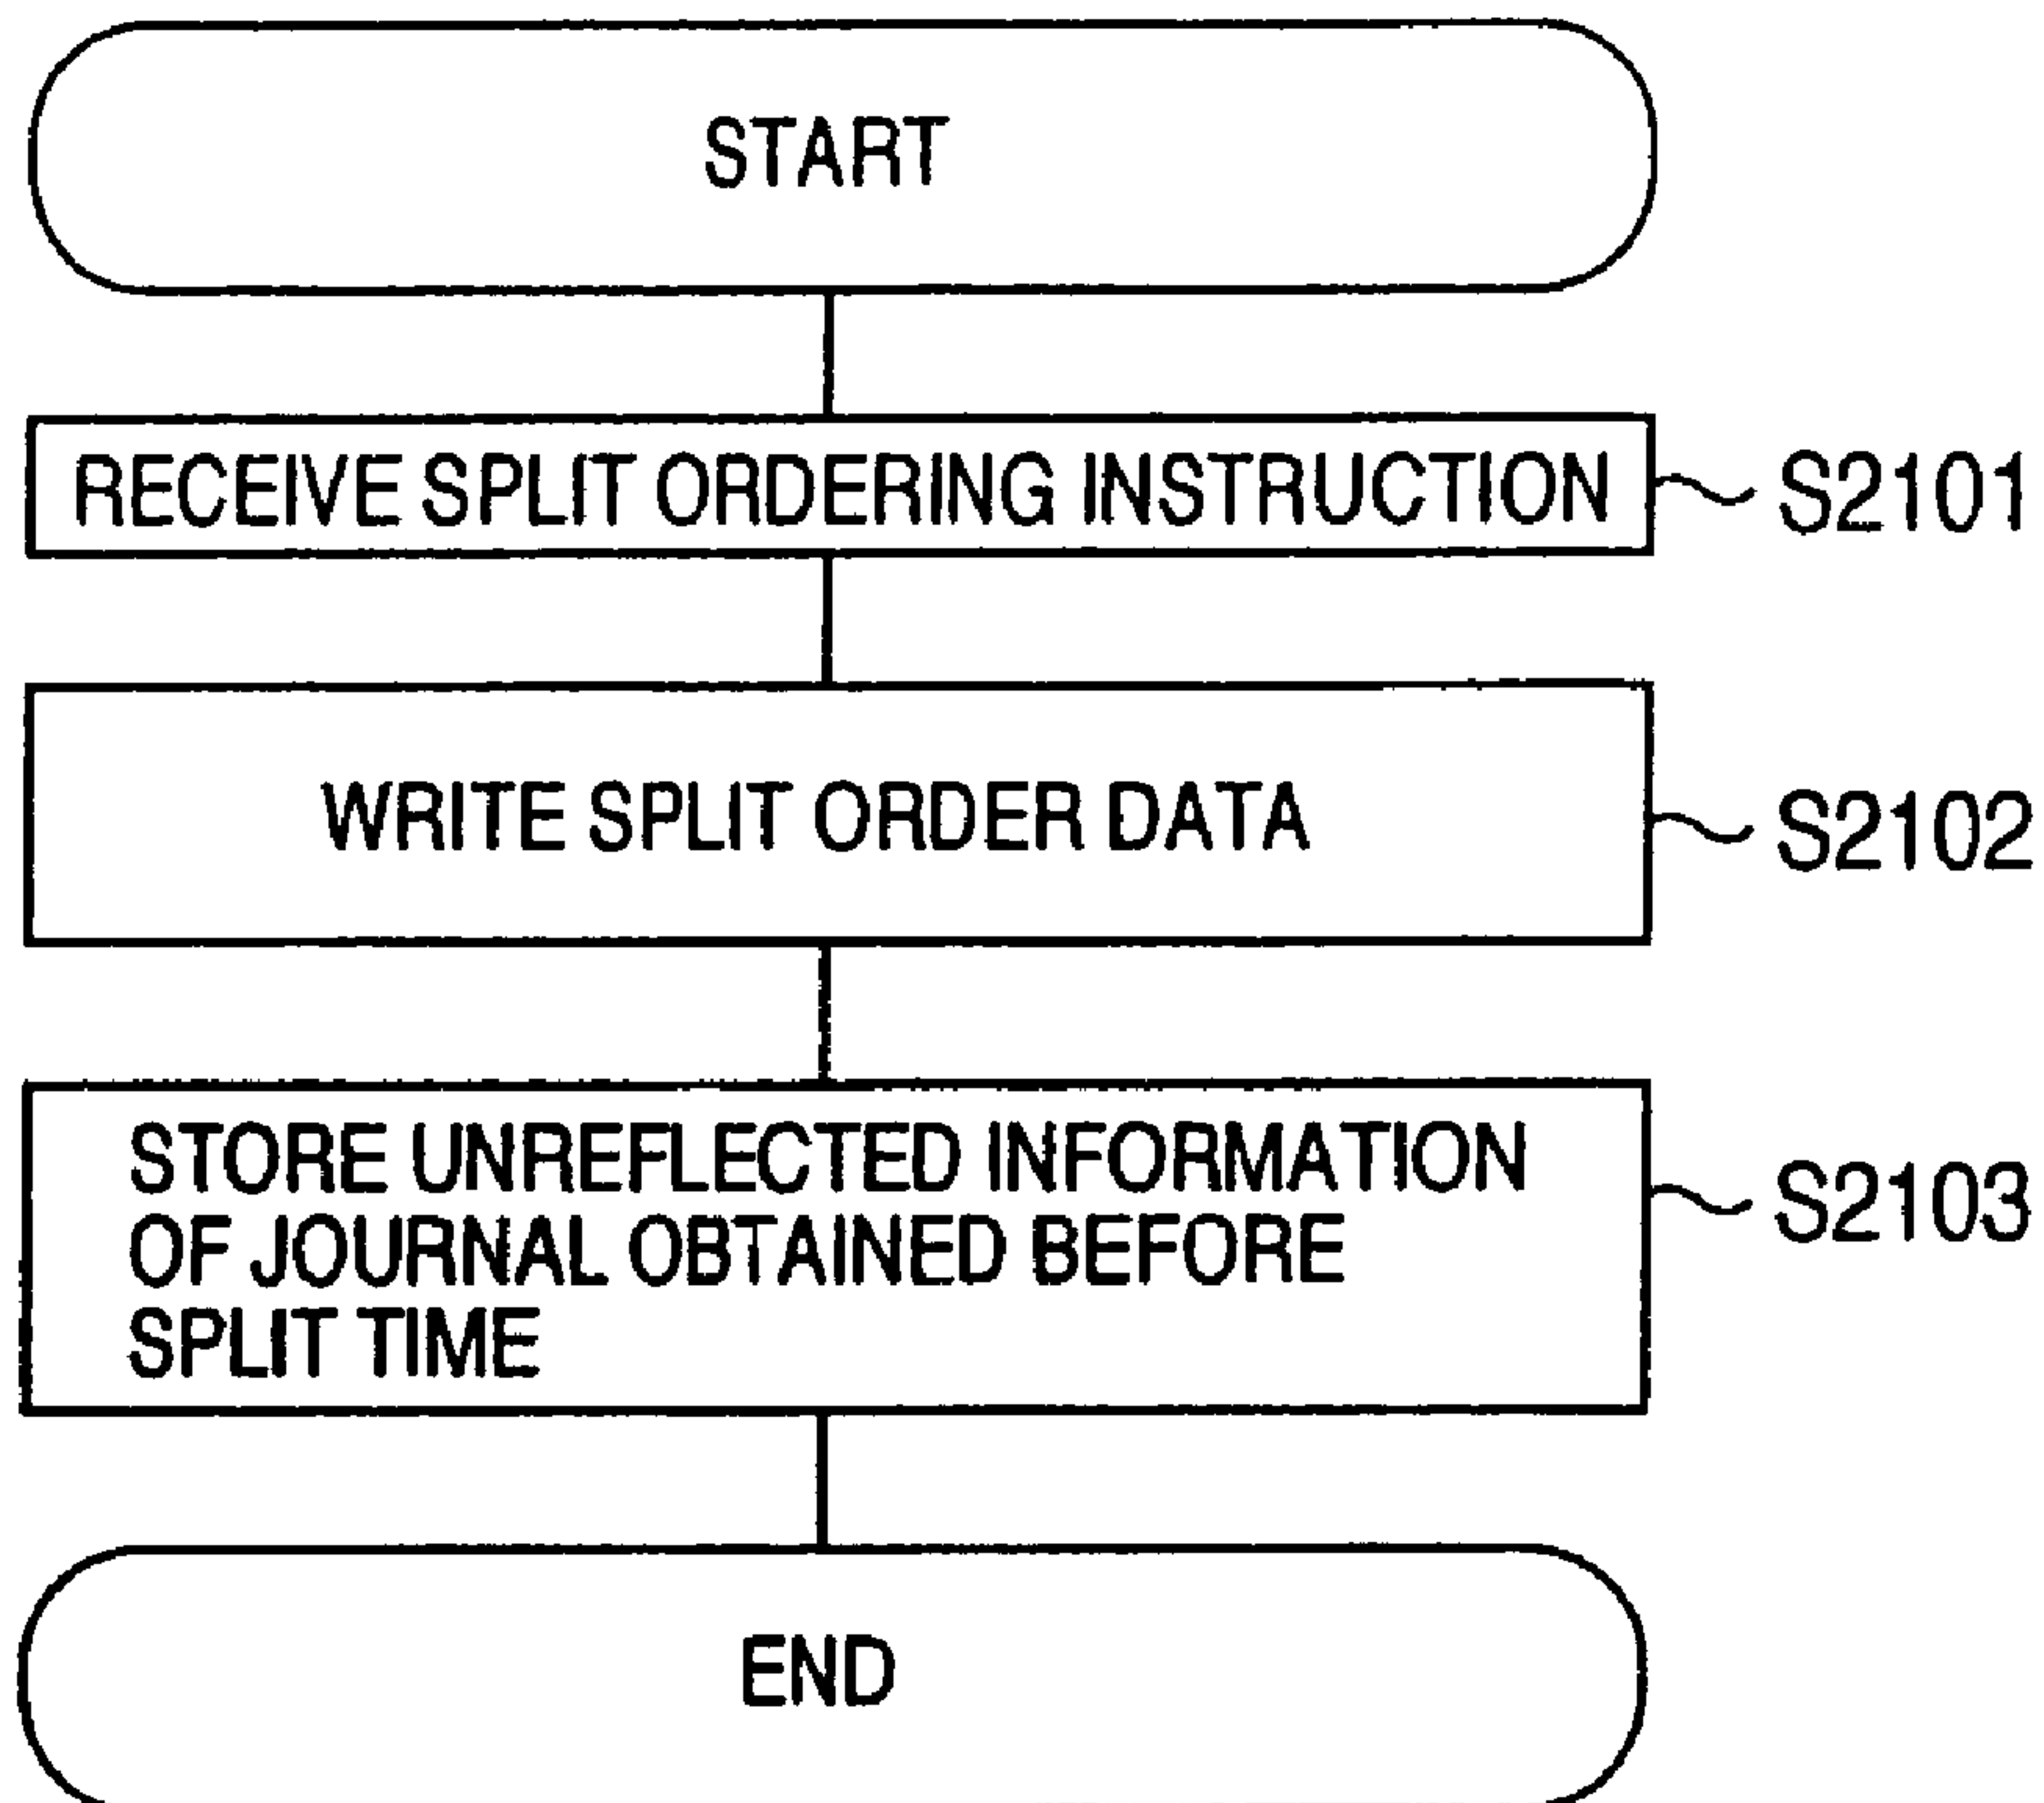 START
RECEIVE SPLIT ORDERING INSTRUCTION
S2101
WRITE SPLIT ORDER DATA
S2102
STORE UNREFLECTED INFORMATION
OF JOURNAL OBTAINED BEFORE
SPLIT TIME
S2103
END